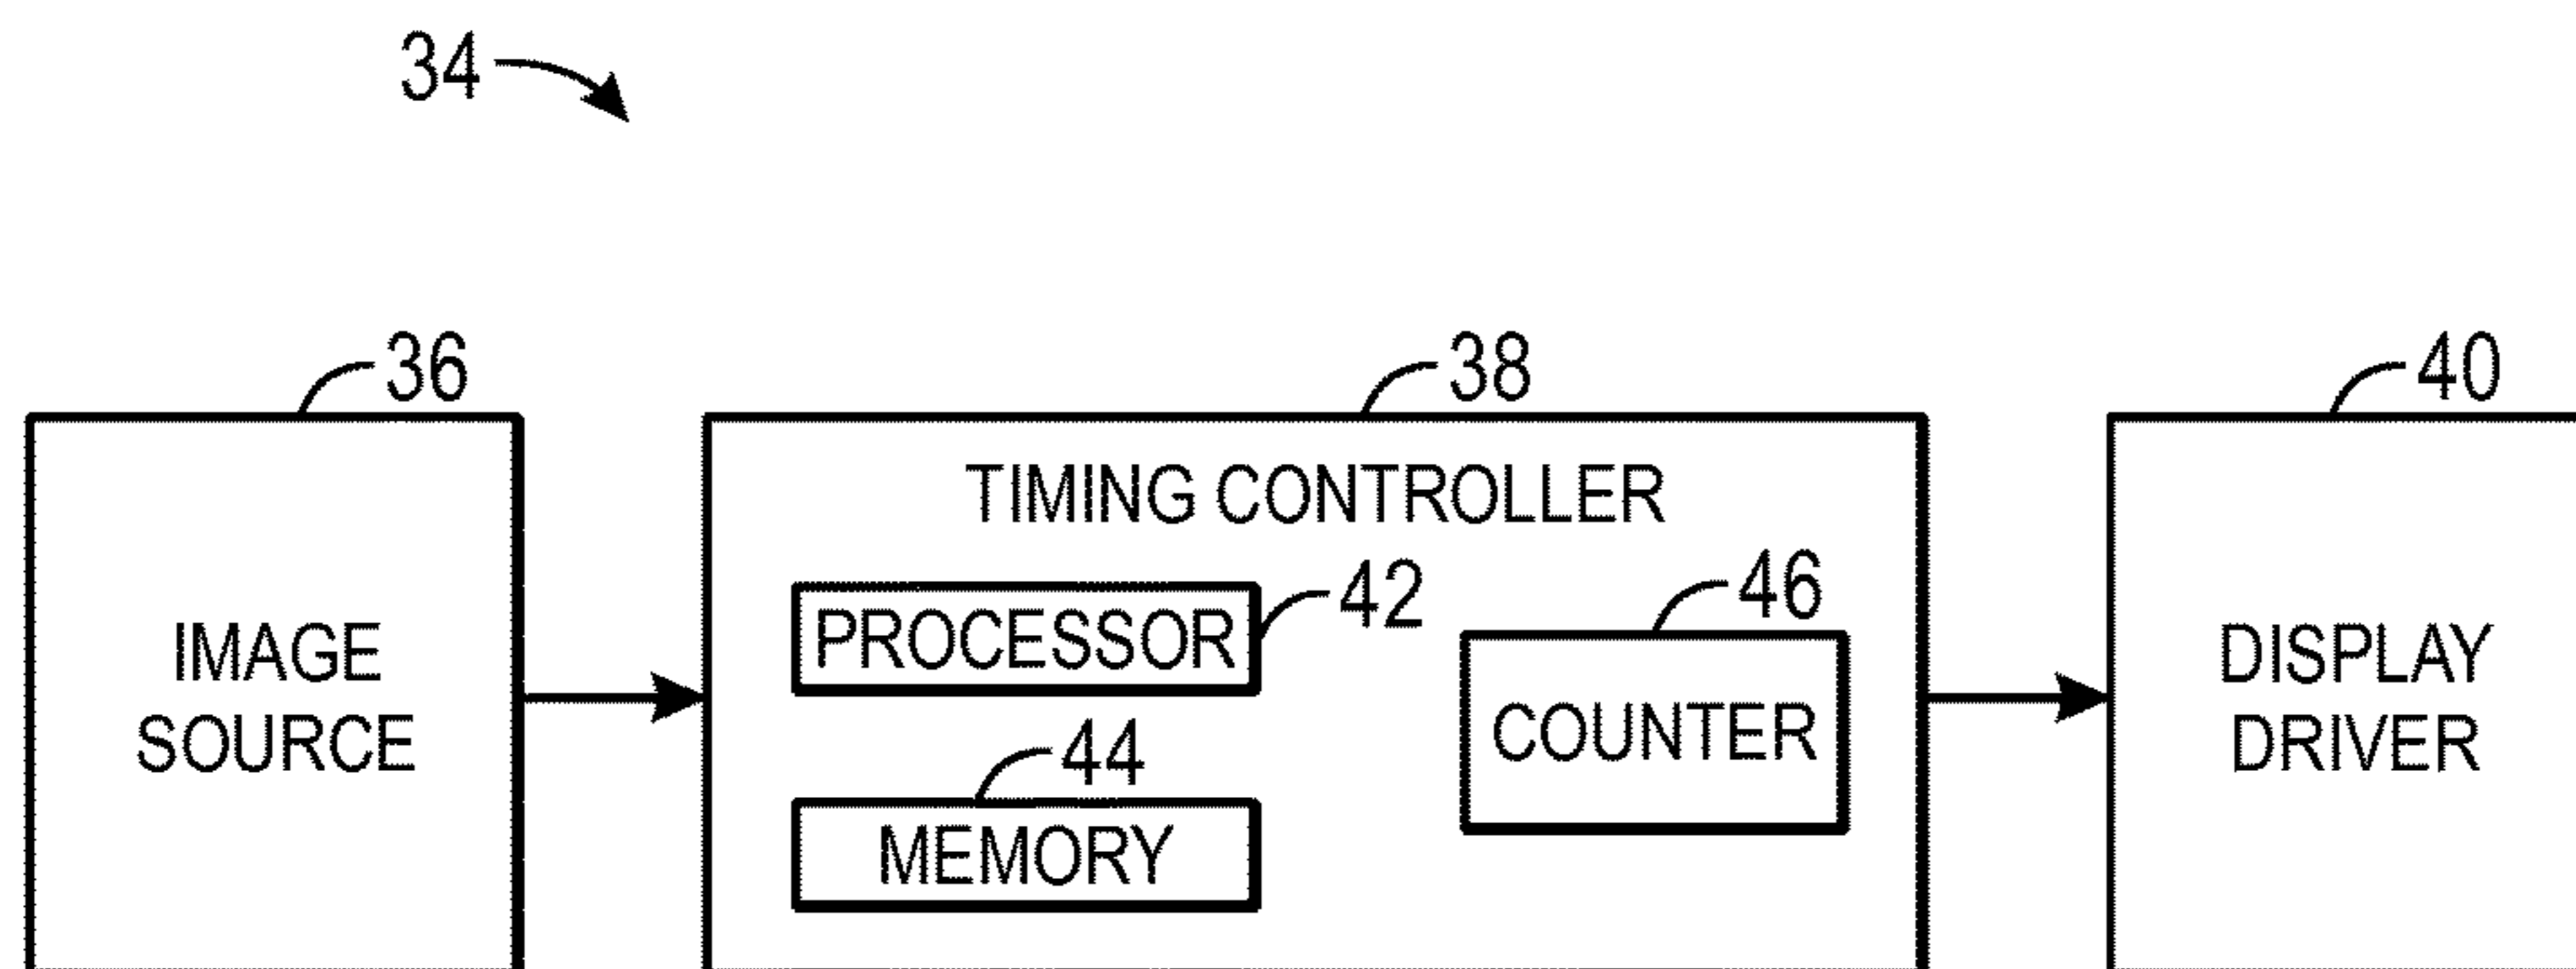 34
36
38
40
TIMING CONTROLLER
PROCESSOR
42
46
IMAGE
SOURCE
COUNTER
DISPLAY
DRIVER
44
MEMORY